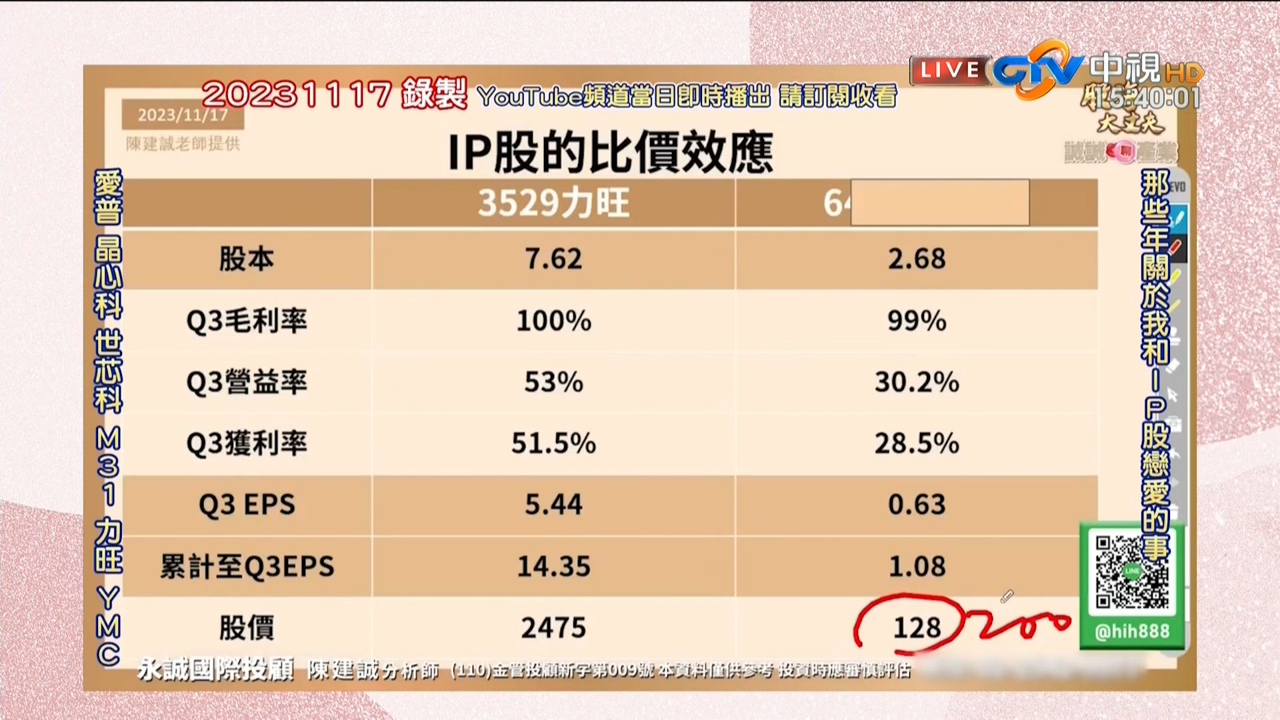 LIVE CTV 中視HD
15:40:01
20231117 錄製 YouTube頻道當日即時播出 請訂閱收看
2023/11/17
陳建誠老師提供
IP股的比價效應
3529力旺 64
股本 7.62 2.68
Q3毛利率 100% 99%
Q3營益率 53% 30.2%
Q3獲利率 51.5% 28.5%
Q3 EPS 5.44 0.63
累計至Q3EPS 14.35 1.08
股價 2475 128 200
愛普 晶心科 世芯科 M31 力旺 YMC
那些年關於我和IP股戀愛的事
LINE
@hih888
永誠國際投顧 陳建誠分析師 (110)金管投顧新字第009號 本資料僅供參考 投資時應審慎評估